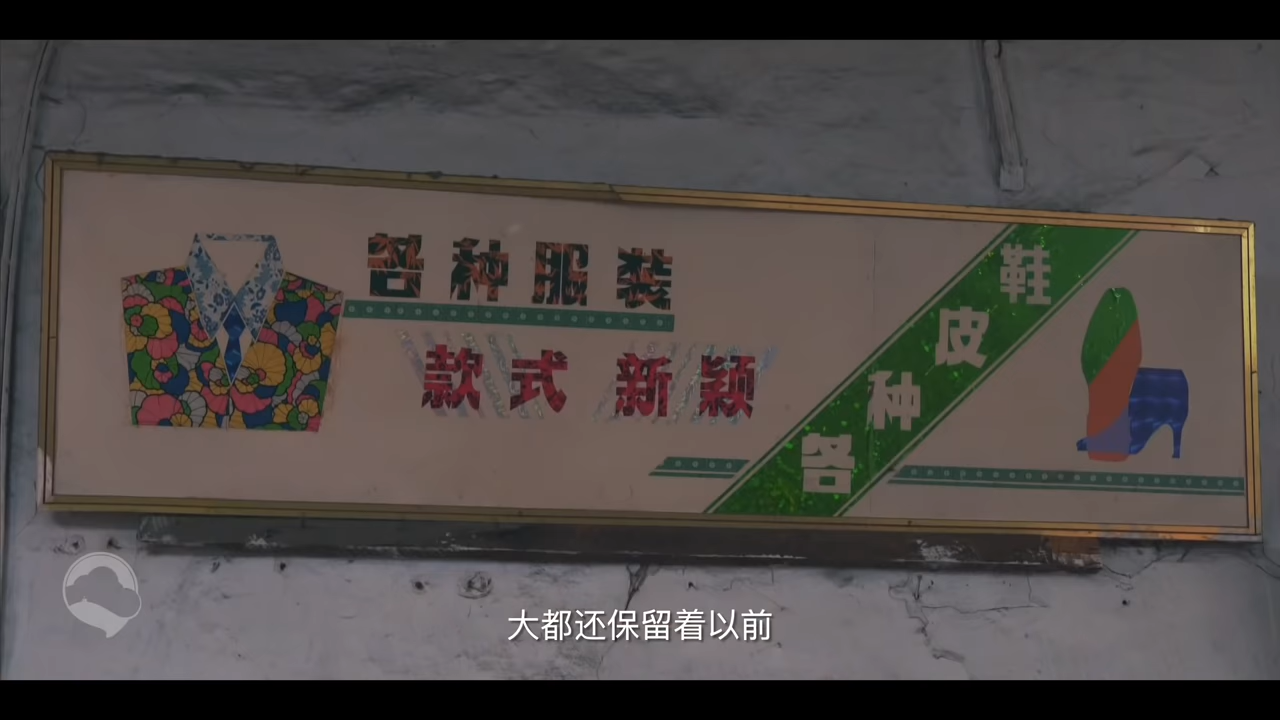 各种服装
款式 新颖
各种皮鞋
大都还保留着以前